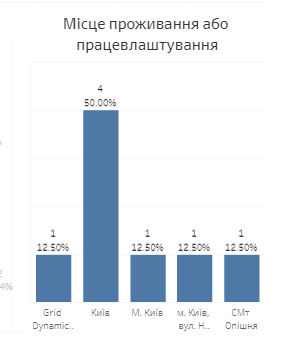 Місце проживання або
працевлаштування
4
50.00%
1
12.50%
1
12.50%
1
12.50%
1
12.50%
4%
Grid
Dynamic..
Київ
М. Київ
м. Київ,
вул. Н..
СМт
Опішня